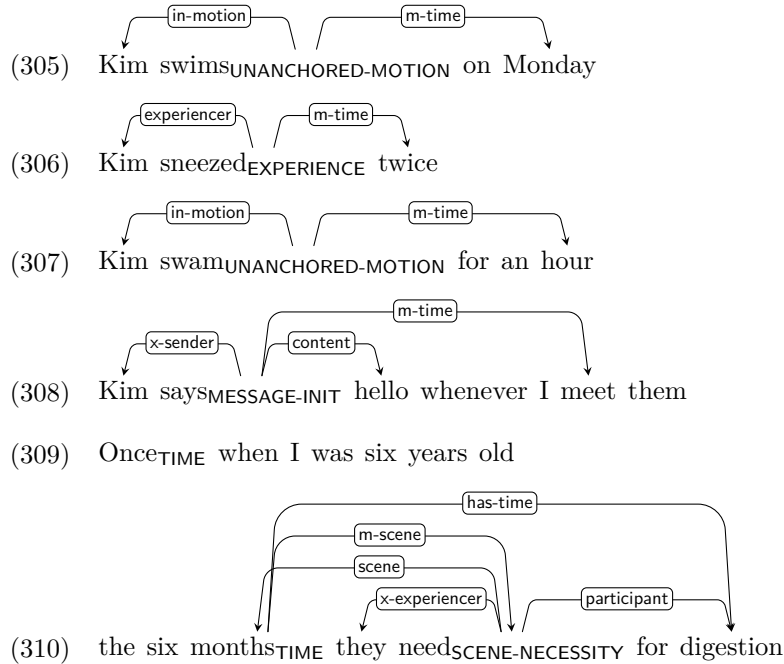 in-motion m-time
(305) Kim swimsUNANCHORED-MOTION on Monday
experiencer m-time
(306) Kim sneezedEXPERIENCE twice
in-motion m-time
(307) Kim swamUNANCHORED-MOTION for an hour
m-time
x-sender content
(308) Kim saysMESSAGE-INIT hello whenever I meet them
(309) OnceTIME when I was six years old
has-time
m-scene
scene
x-experiencer participant
(310) the six monthsTIME they needSCENE-NECESSITY for digestion